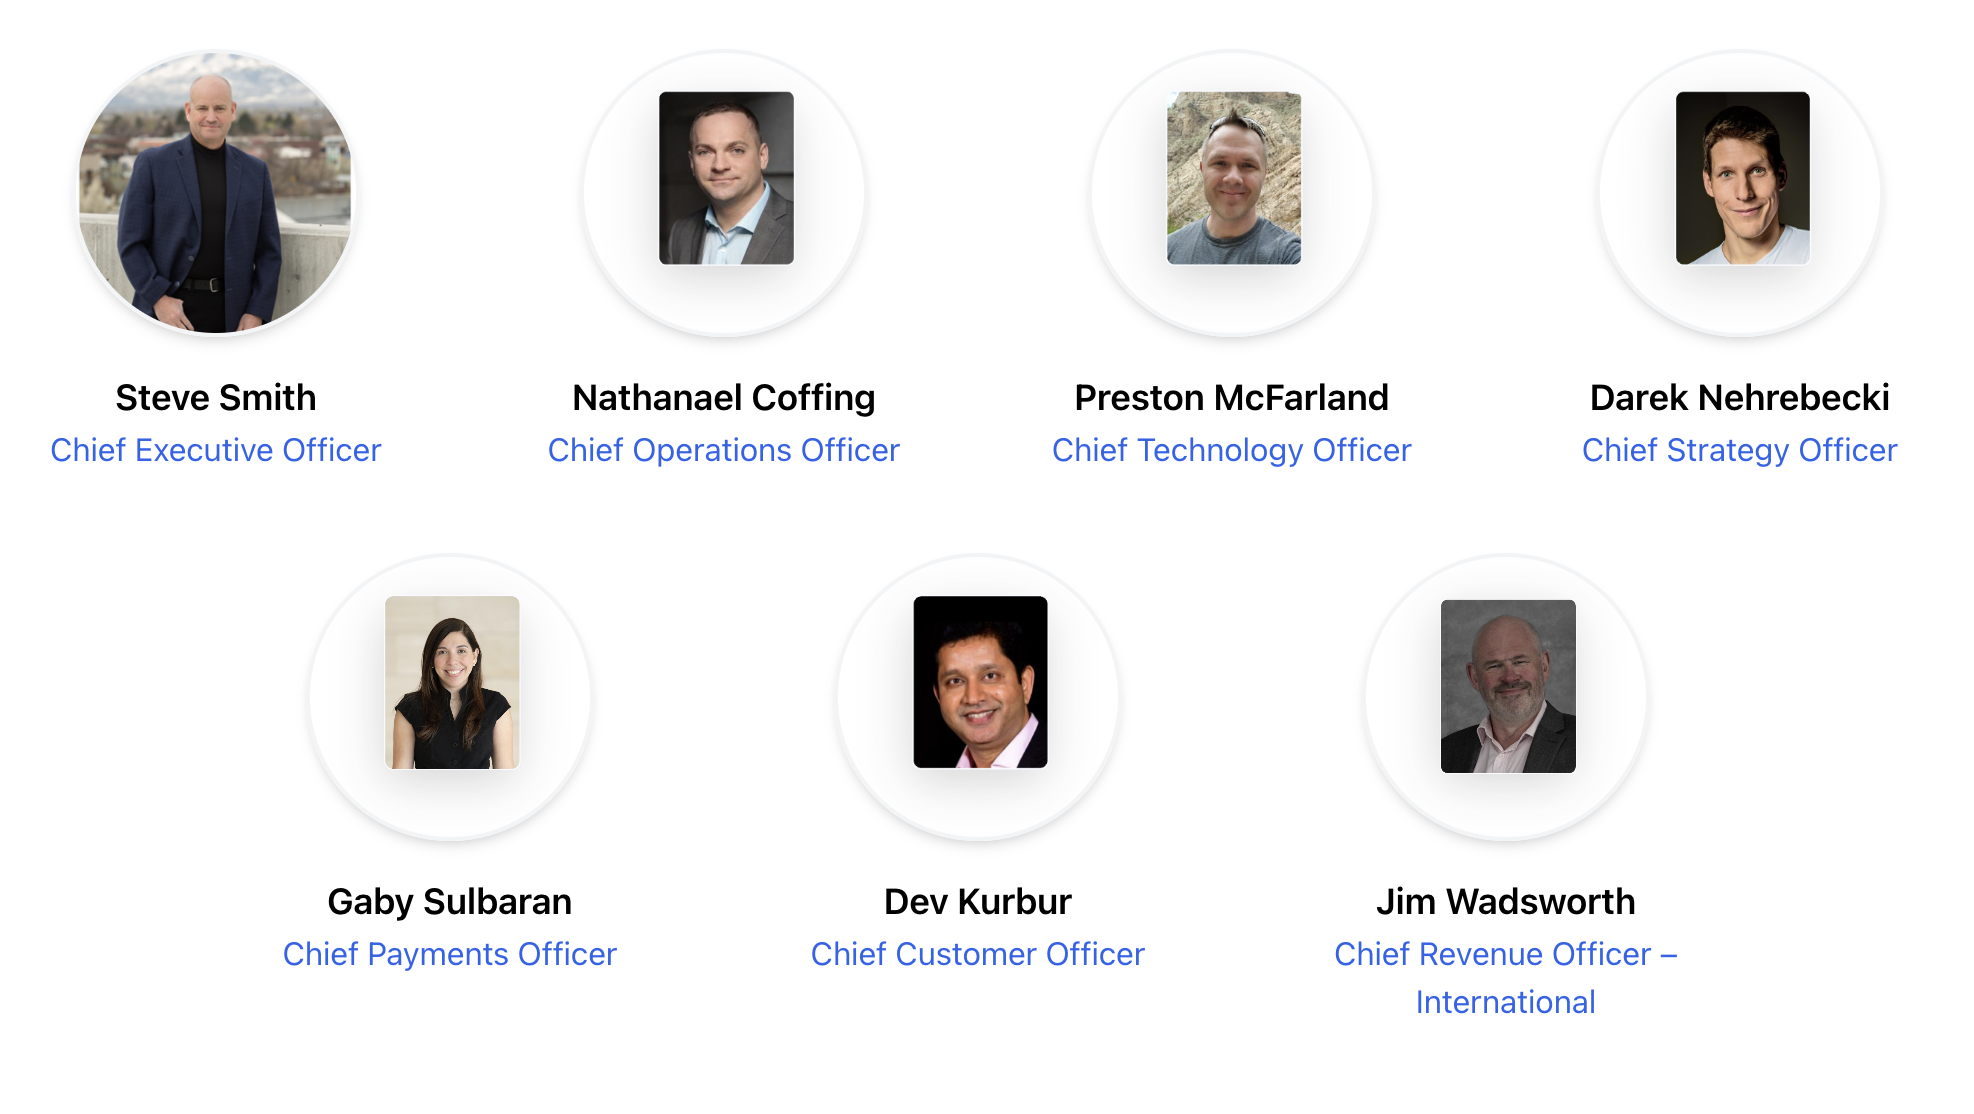 Steve Smith
Chief Executive Officer
Nathanael Coffing
Chief Operations Officer
Preston McFarland
Chief Technology Officer
Darek Nehrebecki
Chief Strategy Officer
Gaby Sulbaran
Chief Payments Officer
Dev Kurbur
Chief Customer Officer
Jim Wadsworth
Chief Revenue Officer –
International